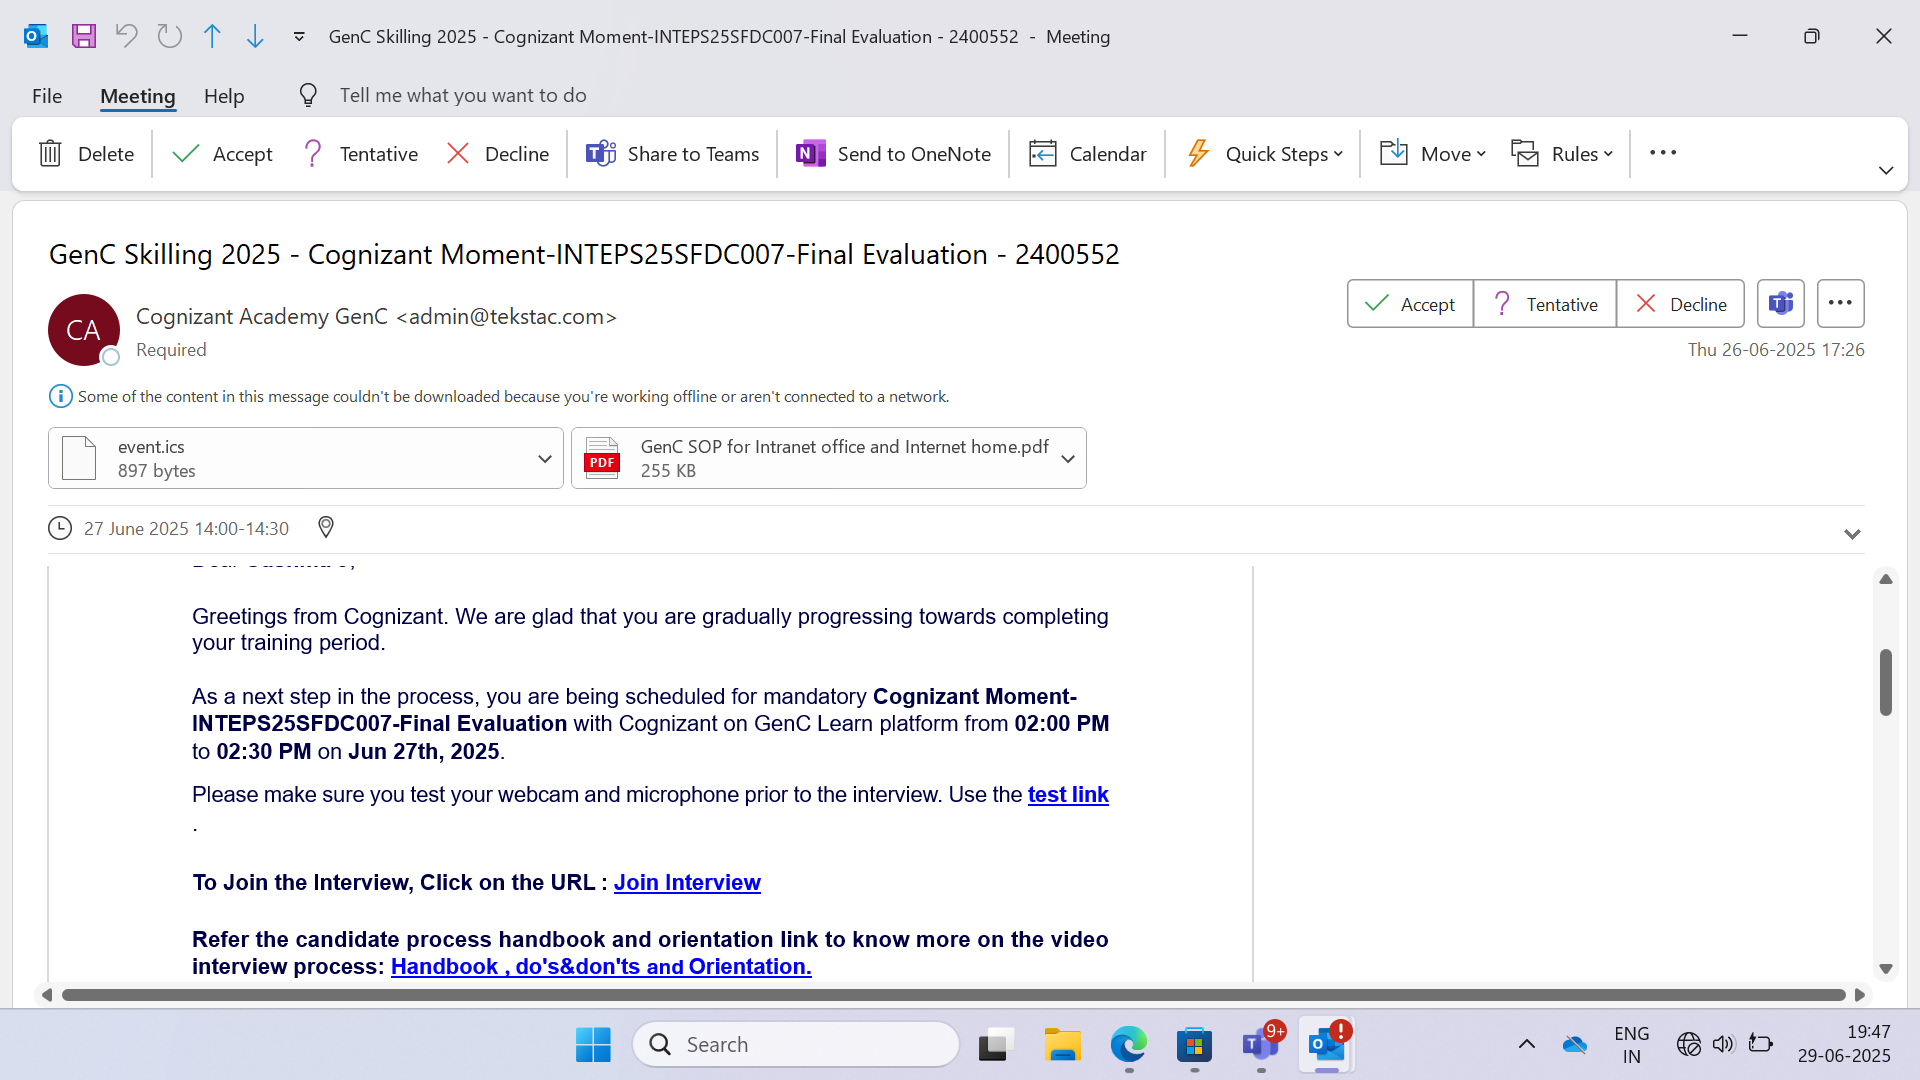 GenC Skilling 2025 - Cognizant Moment-INTEPS25SFDC007-Final Evaluation - 2400552 - Meeting
File Meeting Help Tell me what you want to do
Delete Accept Tentative Decline Share to Teams Send to OneNote Calendar Quick Steps Move Rules
GenC Skilling 2025 - Cognizant Moment-INTEPS25SFDC007-Final Evaluation - 2400552
CA
Cognizant Academy GenC <admin@tekstac.com>
Required
Accept Tentative Decline
Thu 26-06-2025 17:26
Some of the content in this message couldn't be downloaded because you're working offline or aren't connected to a network.
event.ics
897 bytes
PDF
GenC SOP for Intranet office and Internet home.pdf
255 KB
27 June 2025 14:00-14:30
Greetings from Cognizant. We are glad that you are gradually progressing towards completing
your training period.
As a next step in the process, you are being scheduled for mandatory Cognizant Moment-
INTEPS25SFDC007-Final Evaluation with Cognizant on GenC Learn platform from 02:00 PM
to 02:30 PM on Jun 27th, 2025.
Please make sure you test your webcam and microphone prior to the interview. Use the test link
.
To Join the Interview, Click on the URL : Join Interview
Refer the candidate process handbook and orientation link to know more on the video
interview process: Handbook , do's&don'ts and Orientation.
Search
9+
ENG
IN
19:47
29-06-2025